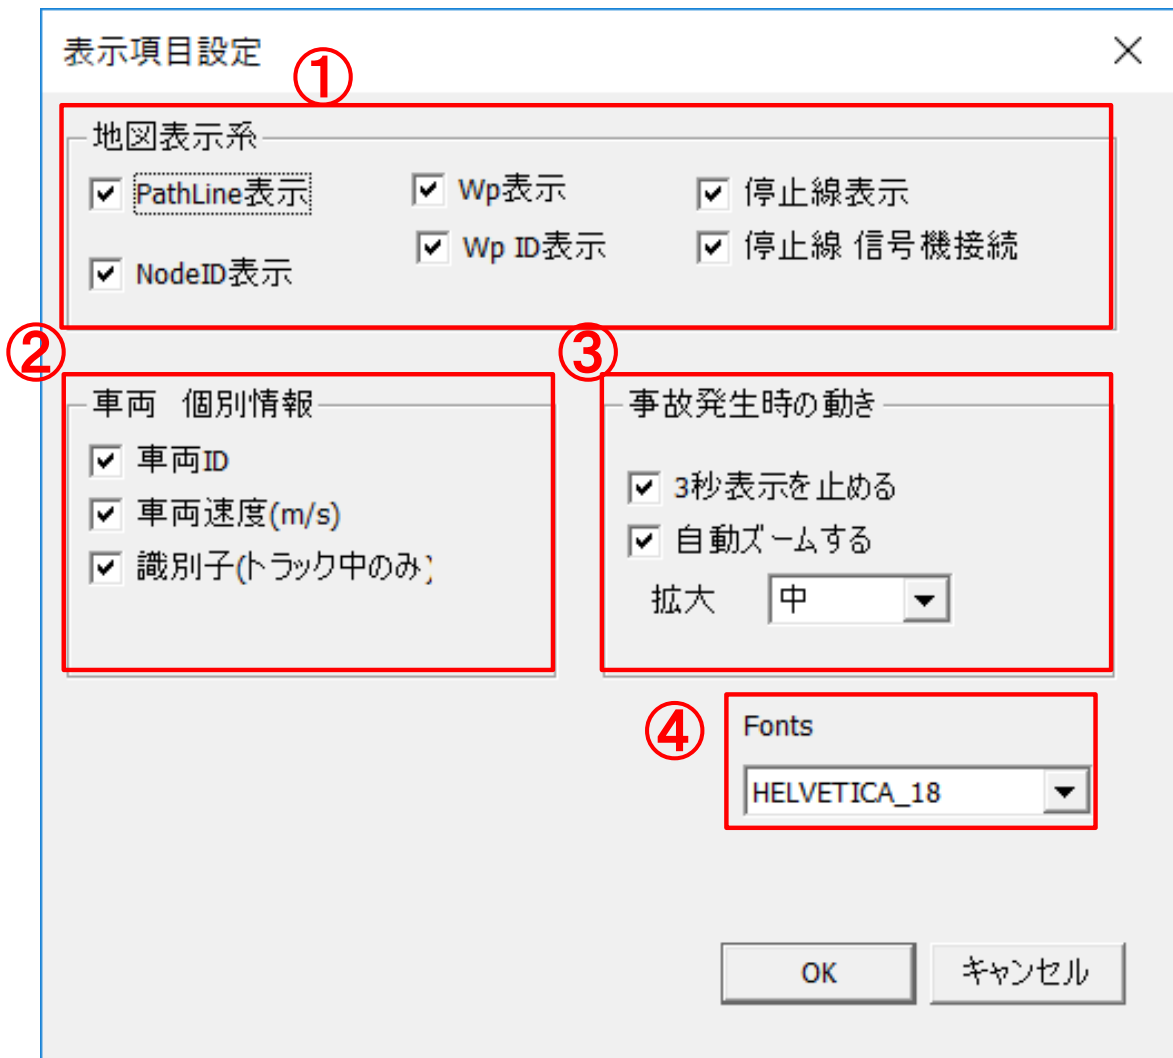 表示項目設定
①
地図表示系
PathLine表示 Wp表示 停止線表示
NodeID表示 Wp ID表示 停止線 信号機接続
②
車両 個別情報
車両ID
車両速度(m/s)
識別子(トラック中のみ)
③
事故発生時の動き
3秒表示を止める
自動ズームする
拡大 中
④
Fonts
HELVETICA_18
OK キャンセル